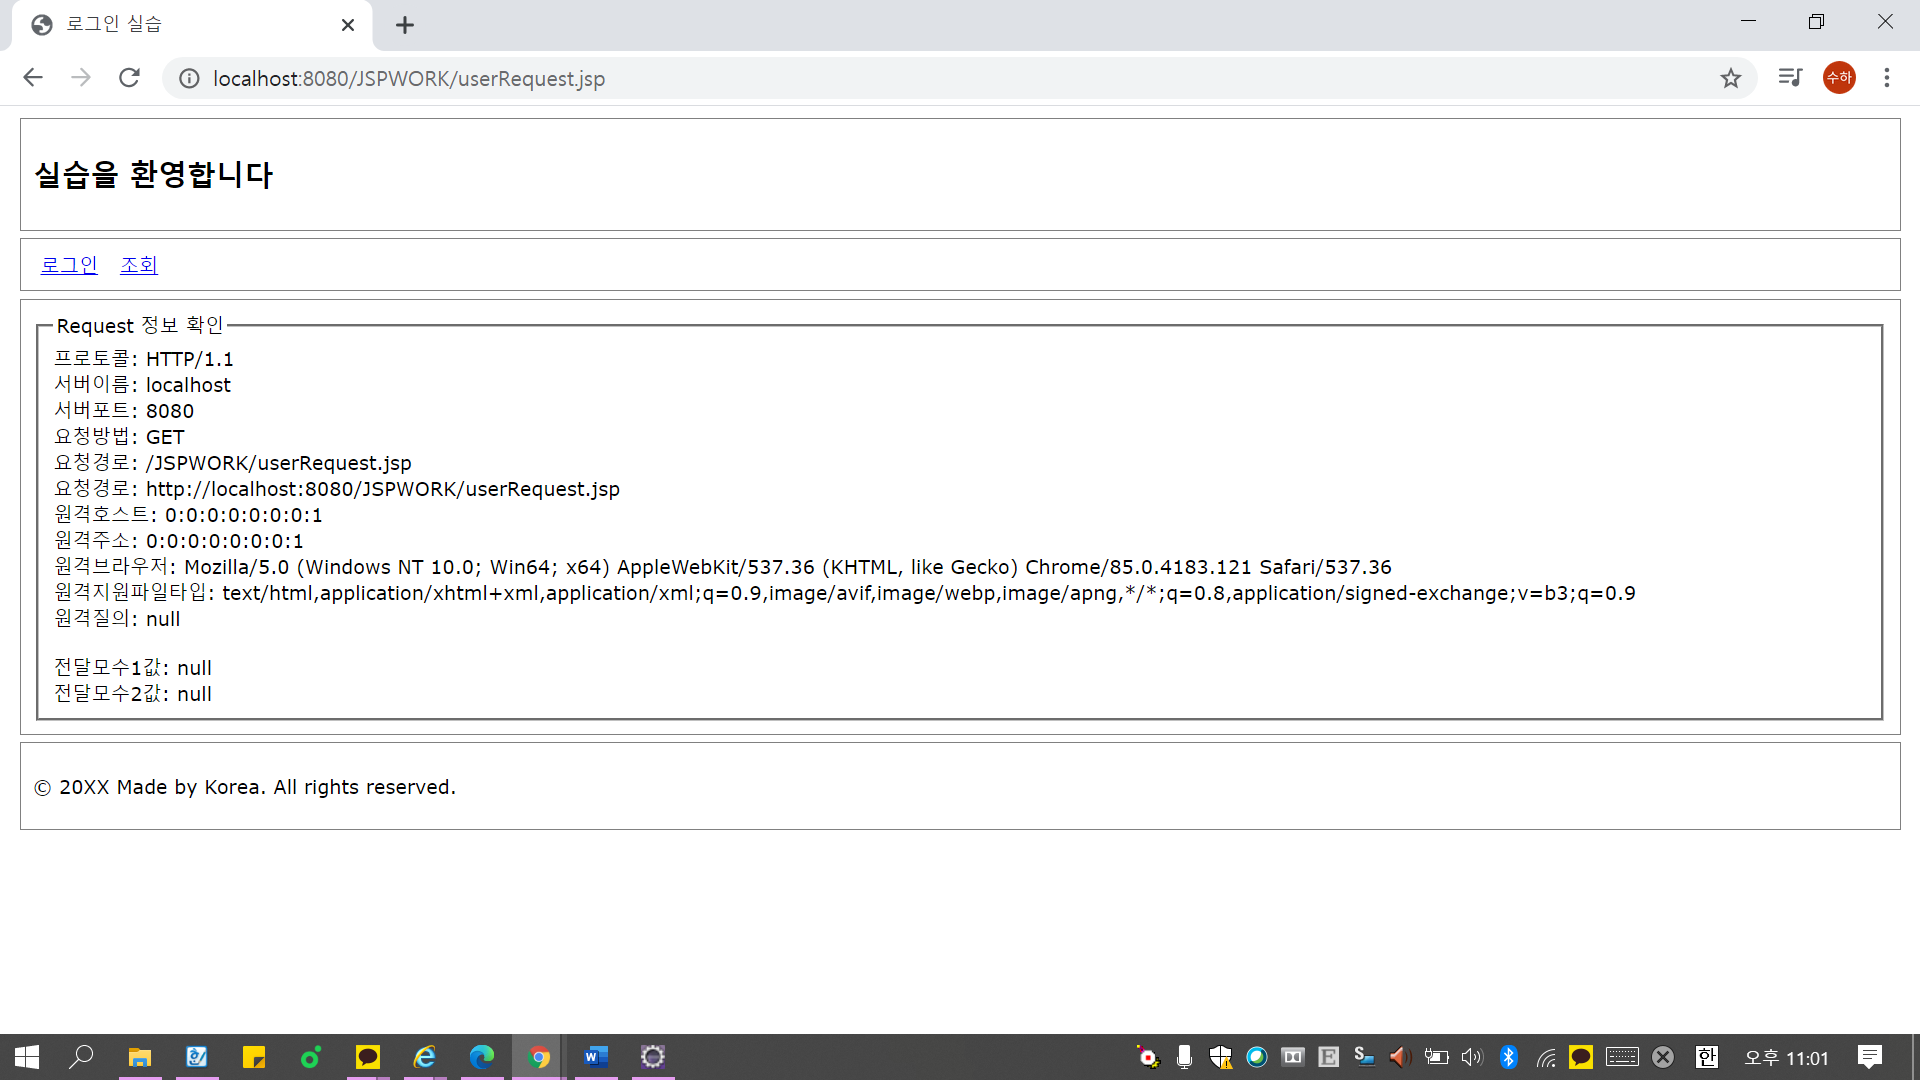 로그인 실습
localhost:8080/JSPWORK/userRequest.jsp
수하
실습을 환영합니다
로그인 조회
Request 정보 확인
프로토콜: HTTP/1.1
서버이름: localhost
서버포트: 8080
요청방법: GET
요청경로: /JSPWORK/userRequest.jsp
요청경로: http://localhost:8080/JSPWORK/userRequest.jsp
원격호스트: 0:0:0:0:0:0:0:1
원격주소: 0:0:0:0:0:0:0:1
원격브라우저: Mozilla/5.0 (Windows NT 10.0; Win64; x64) AppleWebKit/537.36 (KHTML, like Gecko) Chrome/85.0.4183.121 Safari/537.36
원격지원파일타입: text/html,application/xhtml+xml,application/xml;q=0.9,image/avif,image/webp,image/apng,*/*;q=0.8,application/signed-exchange;v=b3;q=0.9
원격질의: null
전달모수1값: null
전달모수2값: null
© 20XX Made by Korea. All rights reserved.
한 오후 11:01